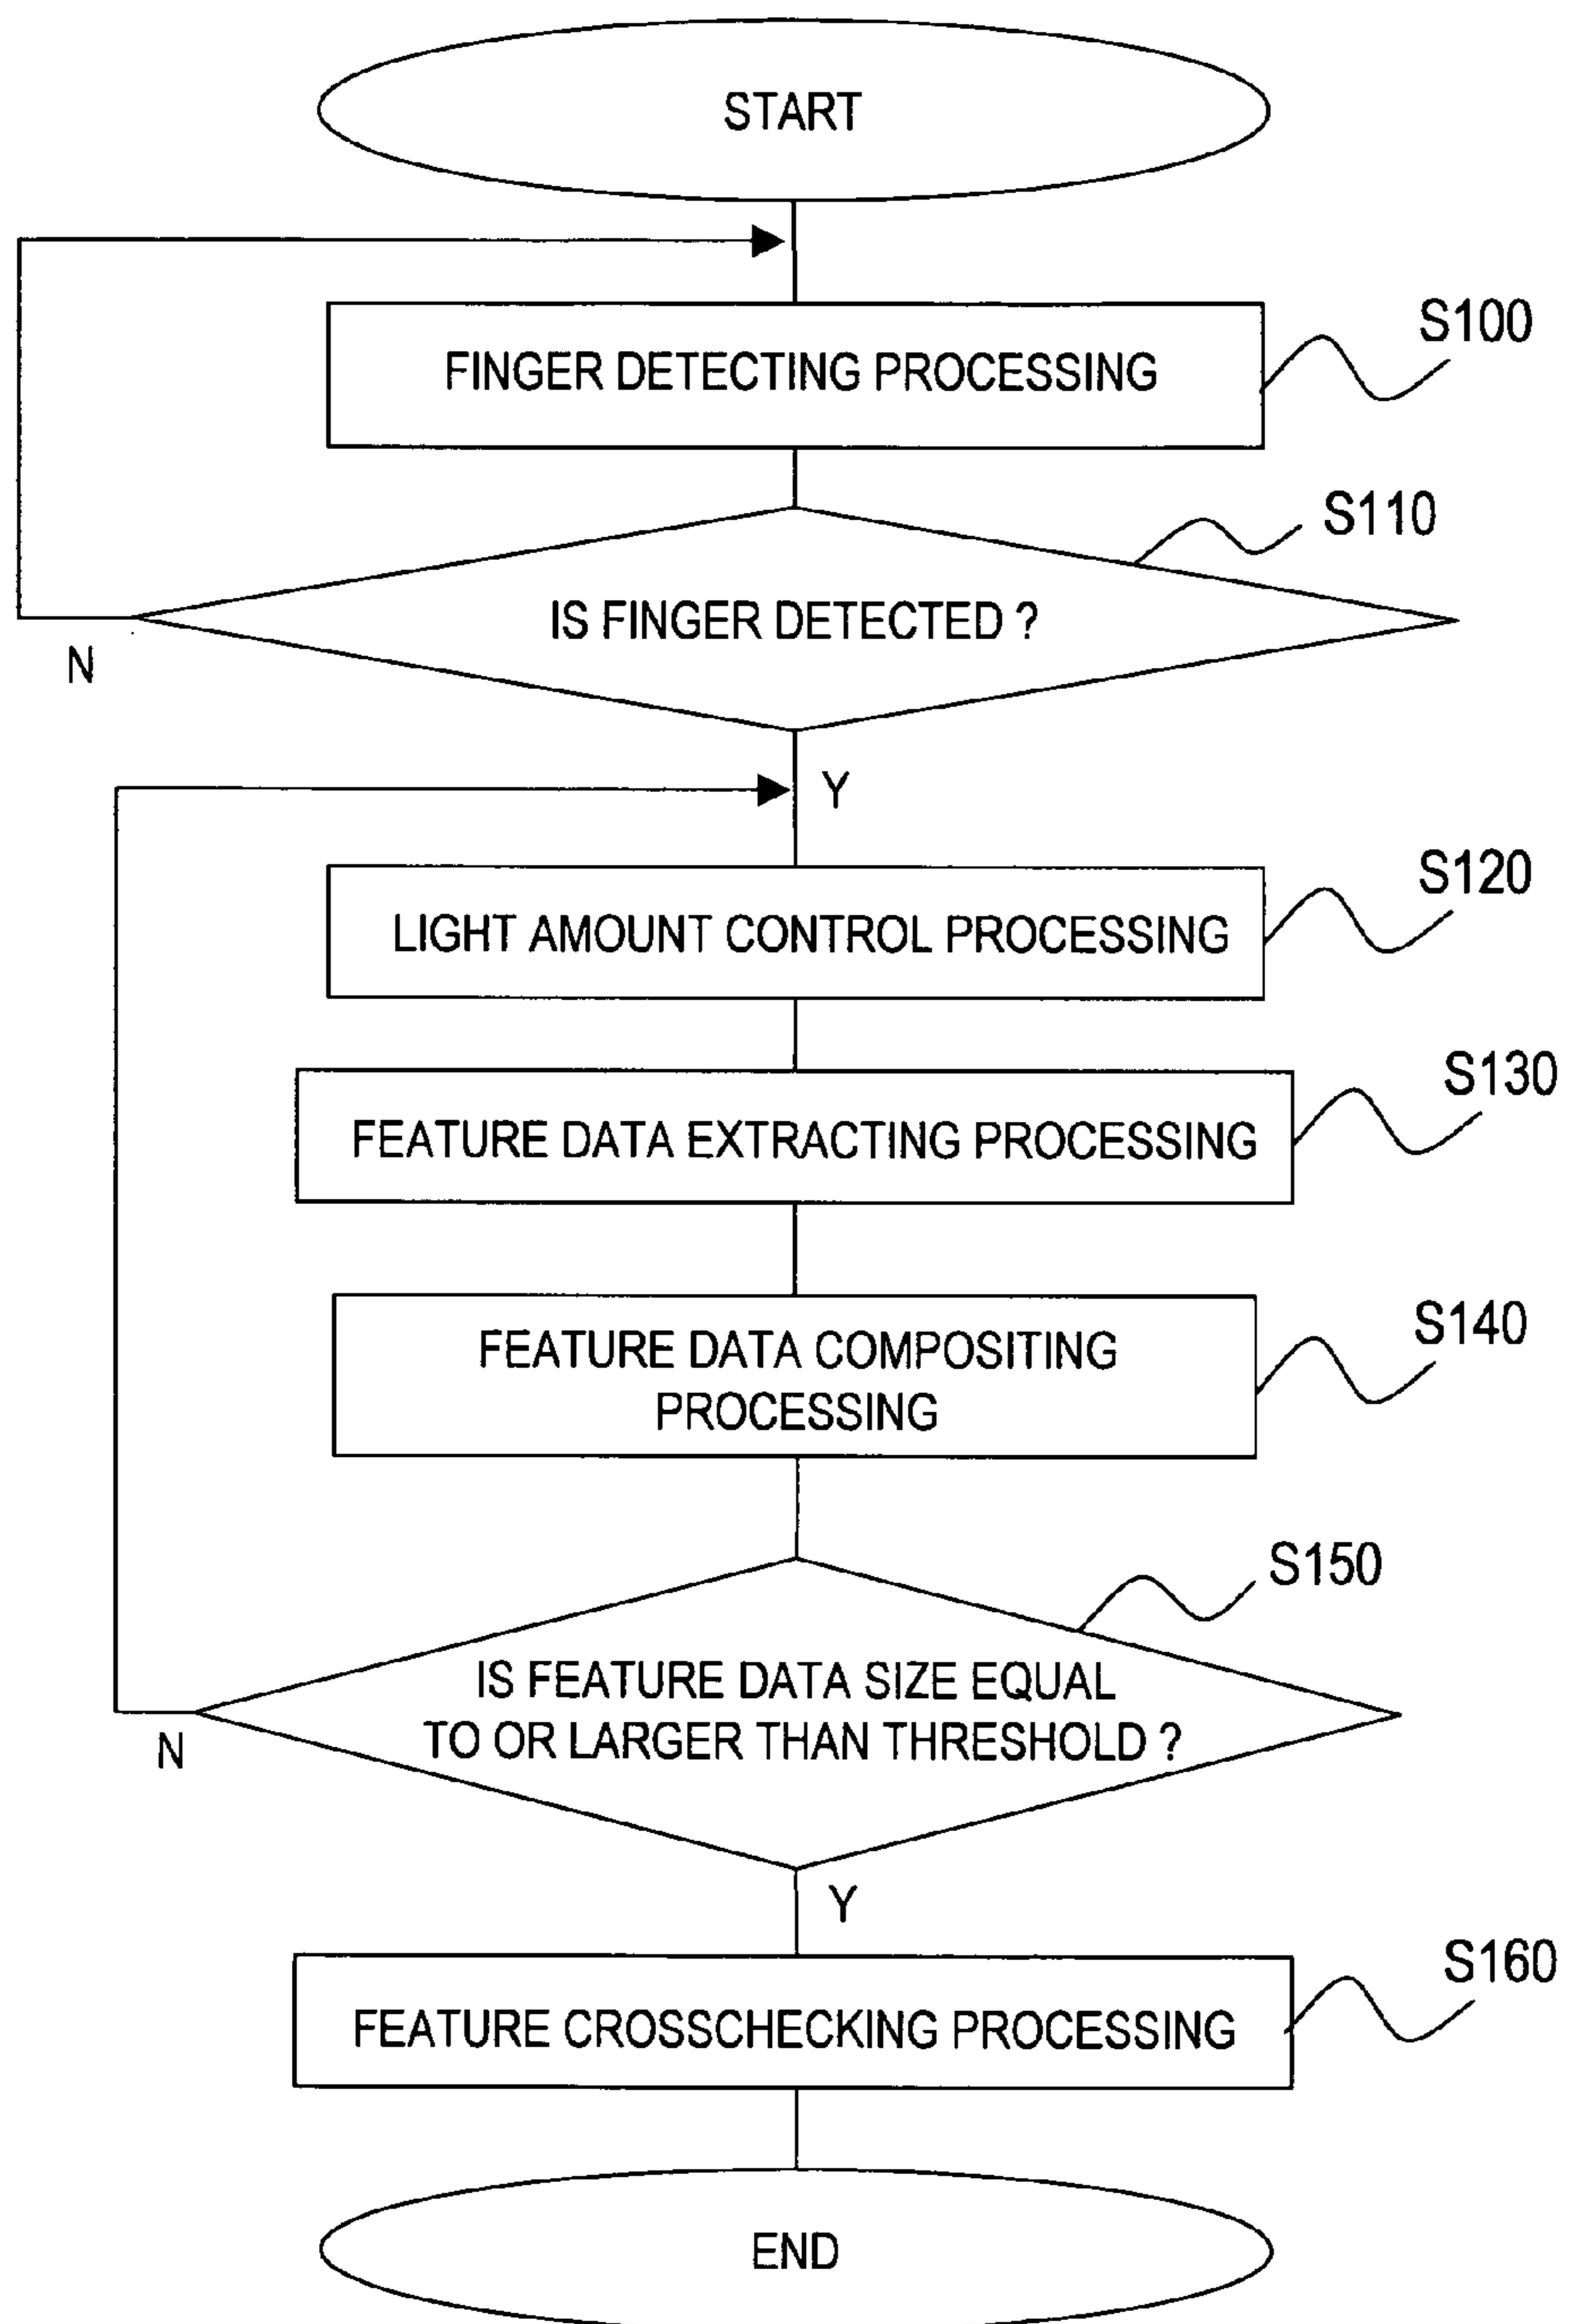 START
FINGER DETECTING PROCESSING
S100
S110
IS FINGER DETECTED ?
N
Y
S120
LIGHT AMOUNT CONTROL PROCESSING
S130
FEATURE DATA EXTRACTING PROCESSING
S140
FEATURE DATA COMPOSITING
PROCESSING
S150
IS FEATURE DATA SIZE EQUAL
TO OR LARGER THAN THRESHOLD ?
N
Y
S160
FEATURE CROSSCHECKING PROCESSING
END